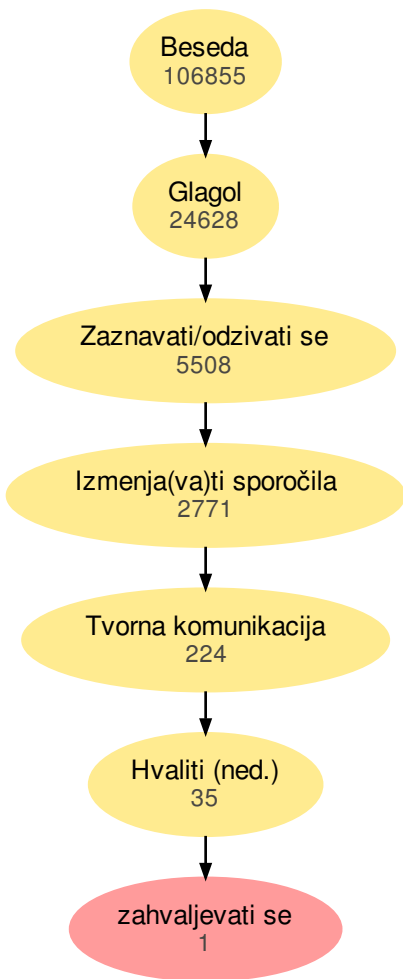 Beseda
106855
Glagol
24628
Zaznavati/odzivati se
5508
Izmenja(va)ti sporočila
2771
Tvorna komunikacija
224
Hvaliti (ned.)
35
zahvaljevati se
1